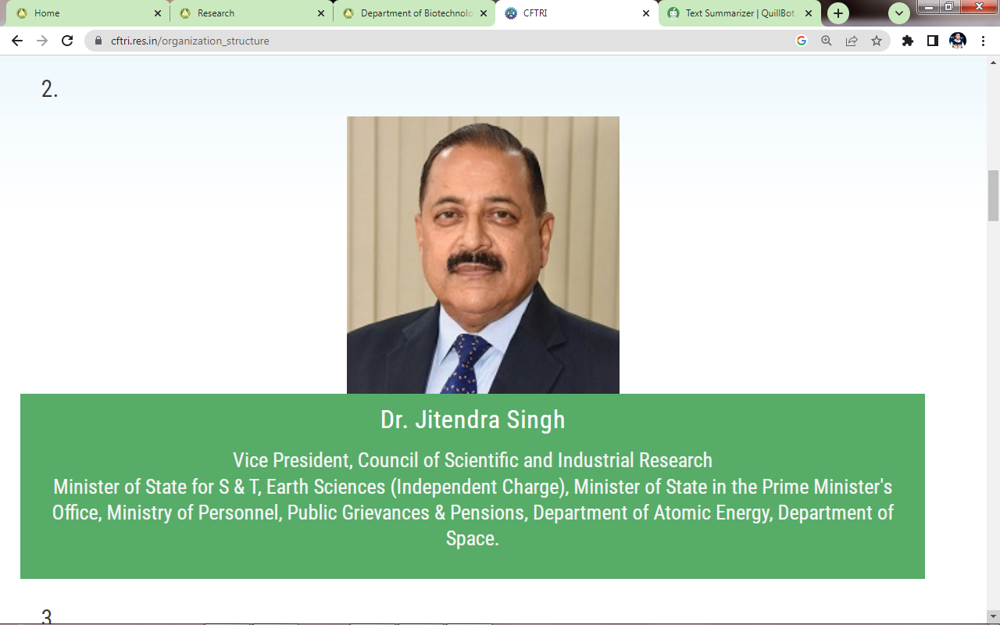 Home
Research
Department of Biotechnolo
CFTRI
Text Summarizer | QuillBot
cftri.res.in/organization_structure
2.
Dr. Jitendra Singh
Vice President, Council of Scientific and Industrial Research
Minister of State for S & T, Earth Sciences (Independent Charge), Minister of State in the Prime Minister's
Office, Ministry of Personnel, Public Grievances & Pensions, Department of Atomic Energy, Department of
Space.
3